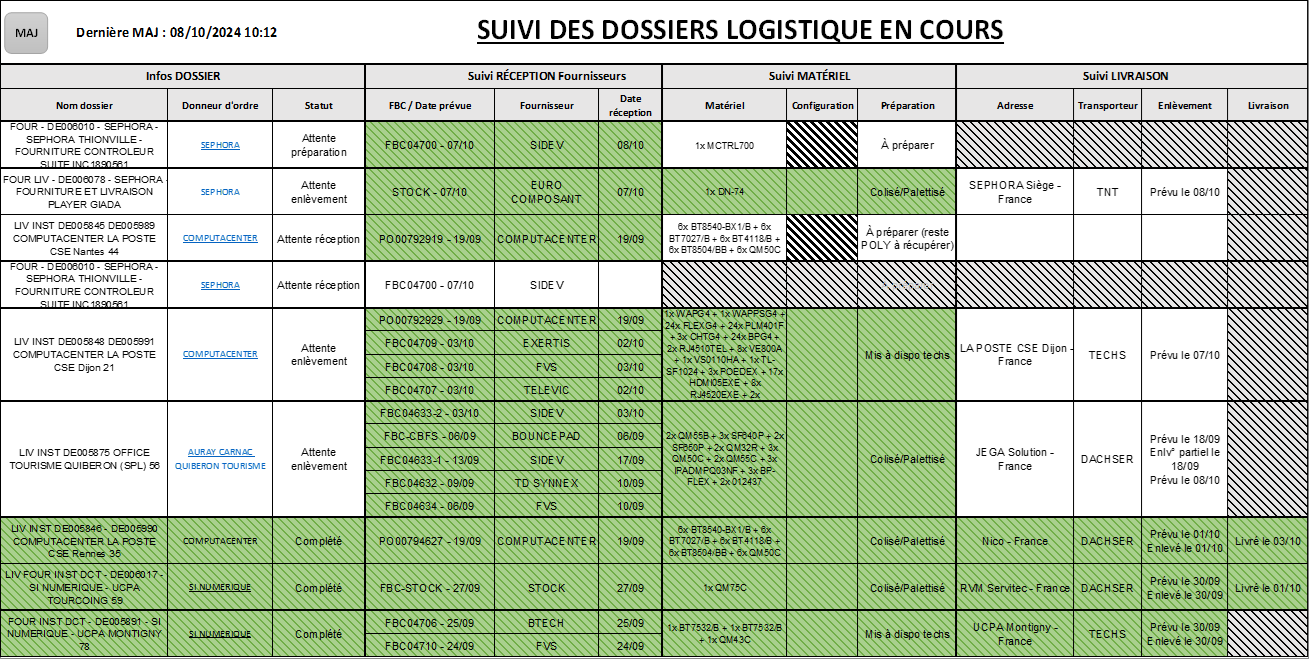 MAJ
Dernière MAJ : 08/10/2024 10:12
SUIVI DES DOSSIERS LOGISTIQUE EN COURS
Infos DOSSIER
Suivi RÉCEPTION Fournisseurs
Suivi MATÉRIEL
Suivi LIVRAISON
Nom dossier
Donneur d'ordre
Statut
FBC / Date prévue
Fournisseur
Date
réception
Matériel
Configuration
Préparation
Adresse
Transporteur
Enlèvement
Livraison
FOUR - DE006010 - SEPHORA -
SEPHORA THIONVILLE -
FOURNITURE CONTROLEUR
SUITE INC1890561
SEPHORA
Attente
préparation
FBC04700 - 07/10
SIDEV
08/10
1x MCTRL700
À préparer
FOUR LIV - DE006078 - SEPHORA -
FOURNITURE ET LIVRAISON
PLAYER GIADA
SEPHORA
Attente
enlèvement
STOCK - 07/10
EURO
COMPOSANT
07/10
1x DN-74
Colisé/Palettisé
SEPHORA Siège -
France
TNT
Prévu le 08/10
LIV INST DE005845 DE005989
COMPUTACENTER LA POSTE
CSE Nantes 44
COMPUTACENTER
Attente réception
PO00792919 - 19/09
COMPUTACENTER
19/09
6x BT8540-BX1/B + 6x
BT7027/B + 6x BT4118/B +
6x BT8504/BB + 6x QM50C
À préparer (reste
POLY à récupérer)
FOUR - DE006010 - SEPHORA -
SEPHORA THIONVILLE -
FOURNITURE CONTROLEUR
SUITE INC1890561
SEPHORA
Attente réception
FBC04700 - 07/10
SIDEV
LIV INST DE005848 DE005991
COMPUTACENTER LA POSTE
CSE Dijon 21
COMPUTACENTER
Attente
enlèvement
PO00792929 - 19/09
COMPUTACENTER
19/09
FBC04709 - 03/10
EXERTIS
02/10
FBC04708 - 03/10
FVS
03/10
FBC04707 - 03/10
TELEVIC
02/10
1x WAPG4 + 1x WAPPSG4 +
24x FLEXG4 + 24x PLM401F
+ 3x CHTG4 + 24x BPG4 +
2x RJ4510TEL + 8x VE800A
+ 1x VS0110HA + 1x TL-
SF1024 + 3x POEDEX + 17x
HDMI05EXE + 8x
RJ4520EXE + 2x
Mis à dispo techs
LA POSTE CSE Dijon -
France
TECHS
Prévu le 07/10
LIV INST DE005875 OFFICE
TOURISME QUIBERON (SPL) 56
AURAY CARNAC
QUIBERON TOURISME
Attente
enlèvement
FBC04633-2 - 03/10
SIDEV
03/10
FBC-CBFS - 06/09
BOUNCEPAD
06/09
FBC04633-1 - 13/09
SIDEV
17/09
FBC04632 - 09/09
TD SYNNEX
10/09
FBC04634 - 06/09
FVS
10/09
2x QM55B + 3x SF640P + 2x
SF650P + 2x QM32R + 3x
QM50C + 2x QM55C + 3x
IPADMPQ03NF + 3x BP-
FLEX + 2x 012437
Colisé/Palettisé
JEGA Solution -
France
DACHSER
Prévu le 18/09
Enlv° partiel le
18/09
Prévu le 08/10
LIV INST DE005846 - DE005990
COMPUTACENTER LA POSTE
CSE Rennes 35
COMPUTACENTER
Complété
PO00794627 - 19/09
COMPUTACENTER
19/09
6x BT8540-BX1/B + 6x
BT7027/B + 6x BT4118/B +
6x BT8504/BB + 6x QM50C
Colisé/Palettisé
Nico - France
DACHSER
Prévu le 01/10
Enlevé le 01/10
Livré le 03/10
LIV FOUR INST DCT - DE006017 -
SI NUMERIQUE - UCPA
TOURCOING 59
SI NUMERIQUE
Complété
FBC-STOCK - 27/09
STOCK
27/09
1x QM75C
Colisé/Palettisé
RVM Servitec - France
DACHSER
Prévu le 30/09
Enlevé le 30/09
Livré le 01/10
FOUR INST DCT - DE005891 - SI
NUMERIQUE - UCPA MONTIGNY
78
SI NUMERIQUE
Complété
FBC04706 - 25/09
BTECH
25/09
FBC04710 - 24/09
FVS
24/09
1x BT7532/B + 1x BT7532/B
+ 1x QM43C
Mis à dispo techs
UCPA Montigny -
France
TECHS
Prévu le 30/09
Enlevé le 30/09